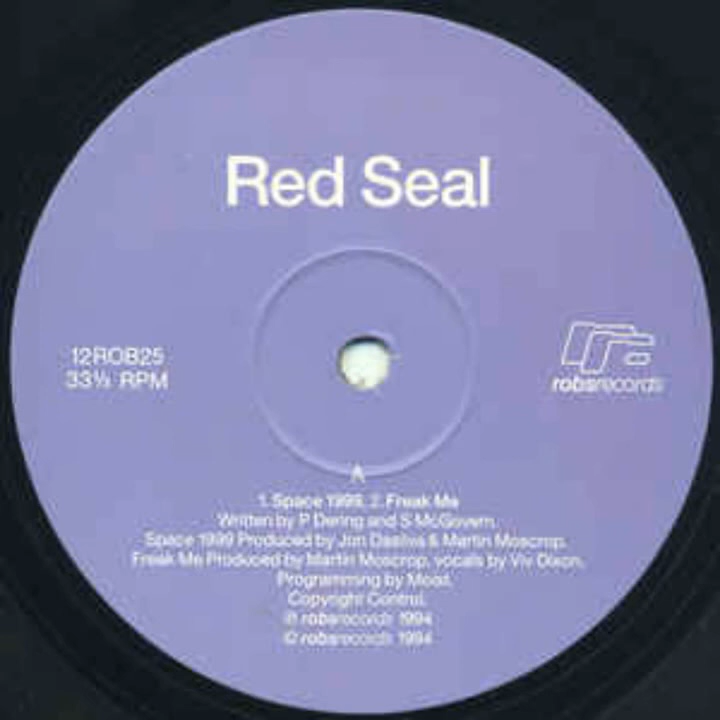 Red Seal
12ROB25
33⅓ RPM
robsrecords
A
1. Space 1999, 2. Freak Me
Written by P Dering and S McGovern.
Space 1999 Produced by Jon Dasilva & Martin Moscrop.
Freak Me Produced by Martin Moscrop, vocals by Viv Dixon.
Programming by Mood.
Copyright Control.
℗ robsrecords 1994
© robsrecords 1994